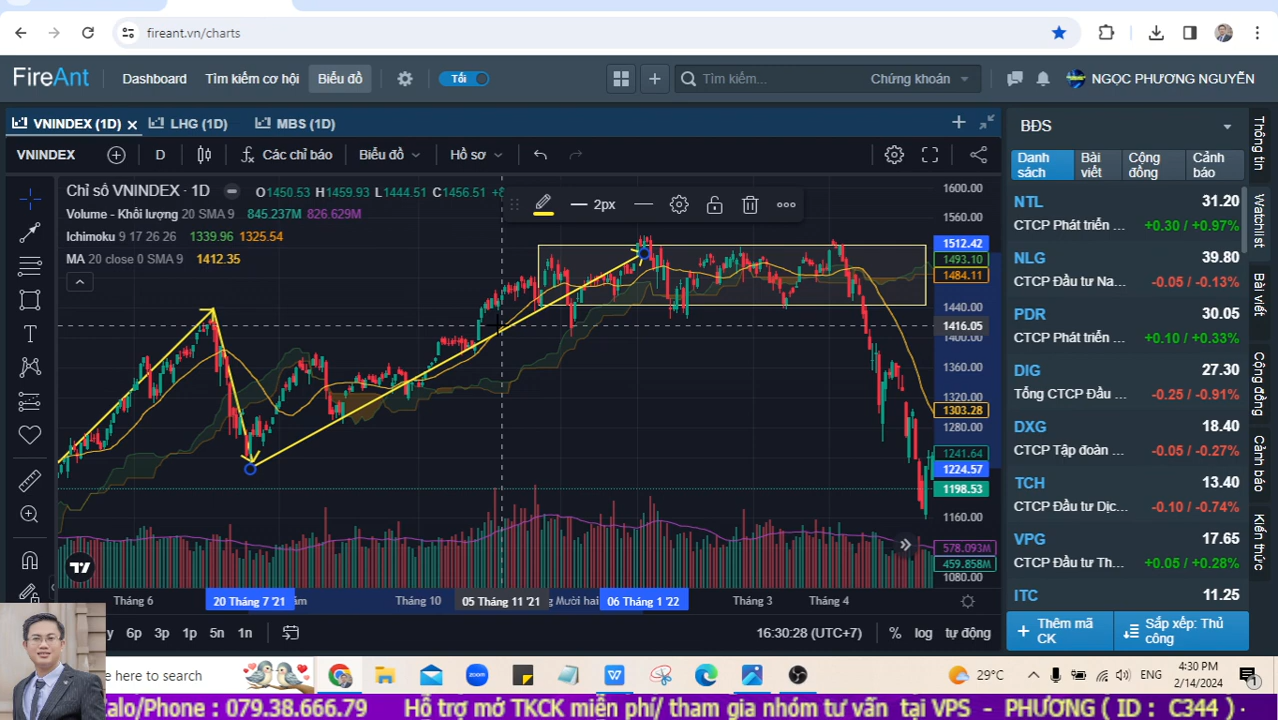 fireant.vn/charts
FireAnt Dashboard Tìm kiếm cơ hội Biểu đồ Tối Tìm kiếm... Chứng khoán NGỌC PHƯƠNG NGUYỄN
VNINDEX (1D) LHG (1D) MBS (1D)
VNINDEX D Các chỉ báo Biểu đồ Hồ sơ
Chỉ số VNINDEX · 1D O1450.53 H1459.93 L1444.51 C1456.51
Volume - Khối lượng 20 SMA 9 845.237M 826.629M
Ichimoku 9 17 26 26 1339.96 1325.54
MA 20 close 0 SMA 9 1412.35
2px
1600.00
1560.00
1512.42
1493.10
1484.11
1440.00
1416.05
1400.00
1360.00
1320.00
1303.28
1280.00
1241.64
1224.57
1198.53
1160.00
578.093M
459.858M
1080.00
Tháng 6 20 Tháng 7 '21 Tháng 10 05 Tháng 11 '21 Mười hai 06 Tháng 1 '22 Tháng 3 Tháng 4
6p 3p 1p 5n 1n 16:30:28 (UTC+7) % log tự động
BĐS
Danh sách
Bài viết
Cộng đồng
Cảnh báo
NTL 31.20
CTCP Phát triển ... +0.30 / +0.97%
NLG 39.80
CTCP Đầu tư Na... -0.05 / -0.13%
PDR 30.05
CTCP Phát triển ... +0.10 / +0.33%
DIG 27.30
Tổng CTCP Đầu ... -0.25 / -0.91%
DXG 18.40
CTCP Tập đoàn ... -0.05 / -0.27%
TCH 13.40
CTCP Đầu tư Dịc... -0.10 / -0.74%
VPG 17.65
CTCP Đầu tư Th... +0.05 / +0.28%
ITC 11.25
Thêm mã CK
Sắp xếp: Thủ công
Thông tin
Watchlist
Bài viết
Cộng đồng
Cảnh báo
Kiến thức
here to search
zoom
29°C ENG 4:30 PM
2/14/2024
1
Zalo/Phone : 079.38.666.79 Hỗ trợ mở TKCK miễn phí/ tham gia nhóm tư vấn tại VPS - PHƯƠNG ( ID : C344 )